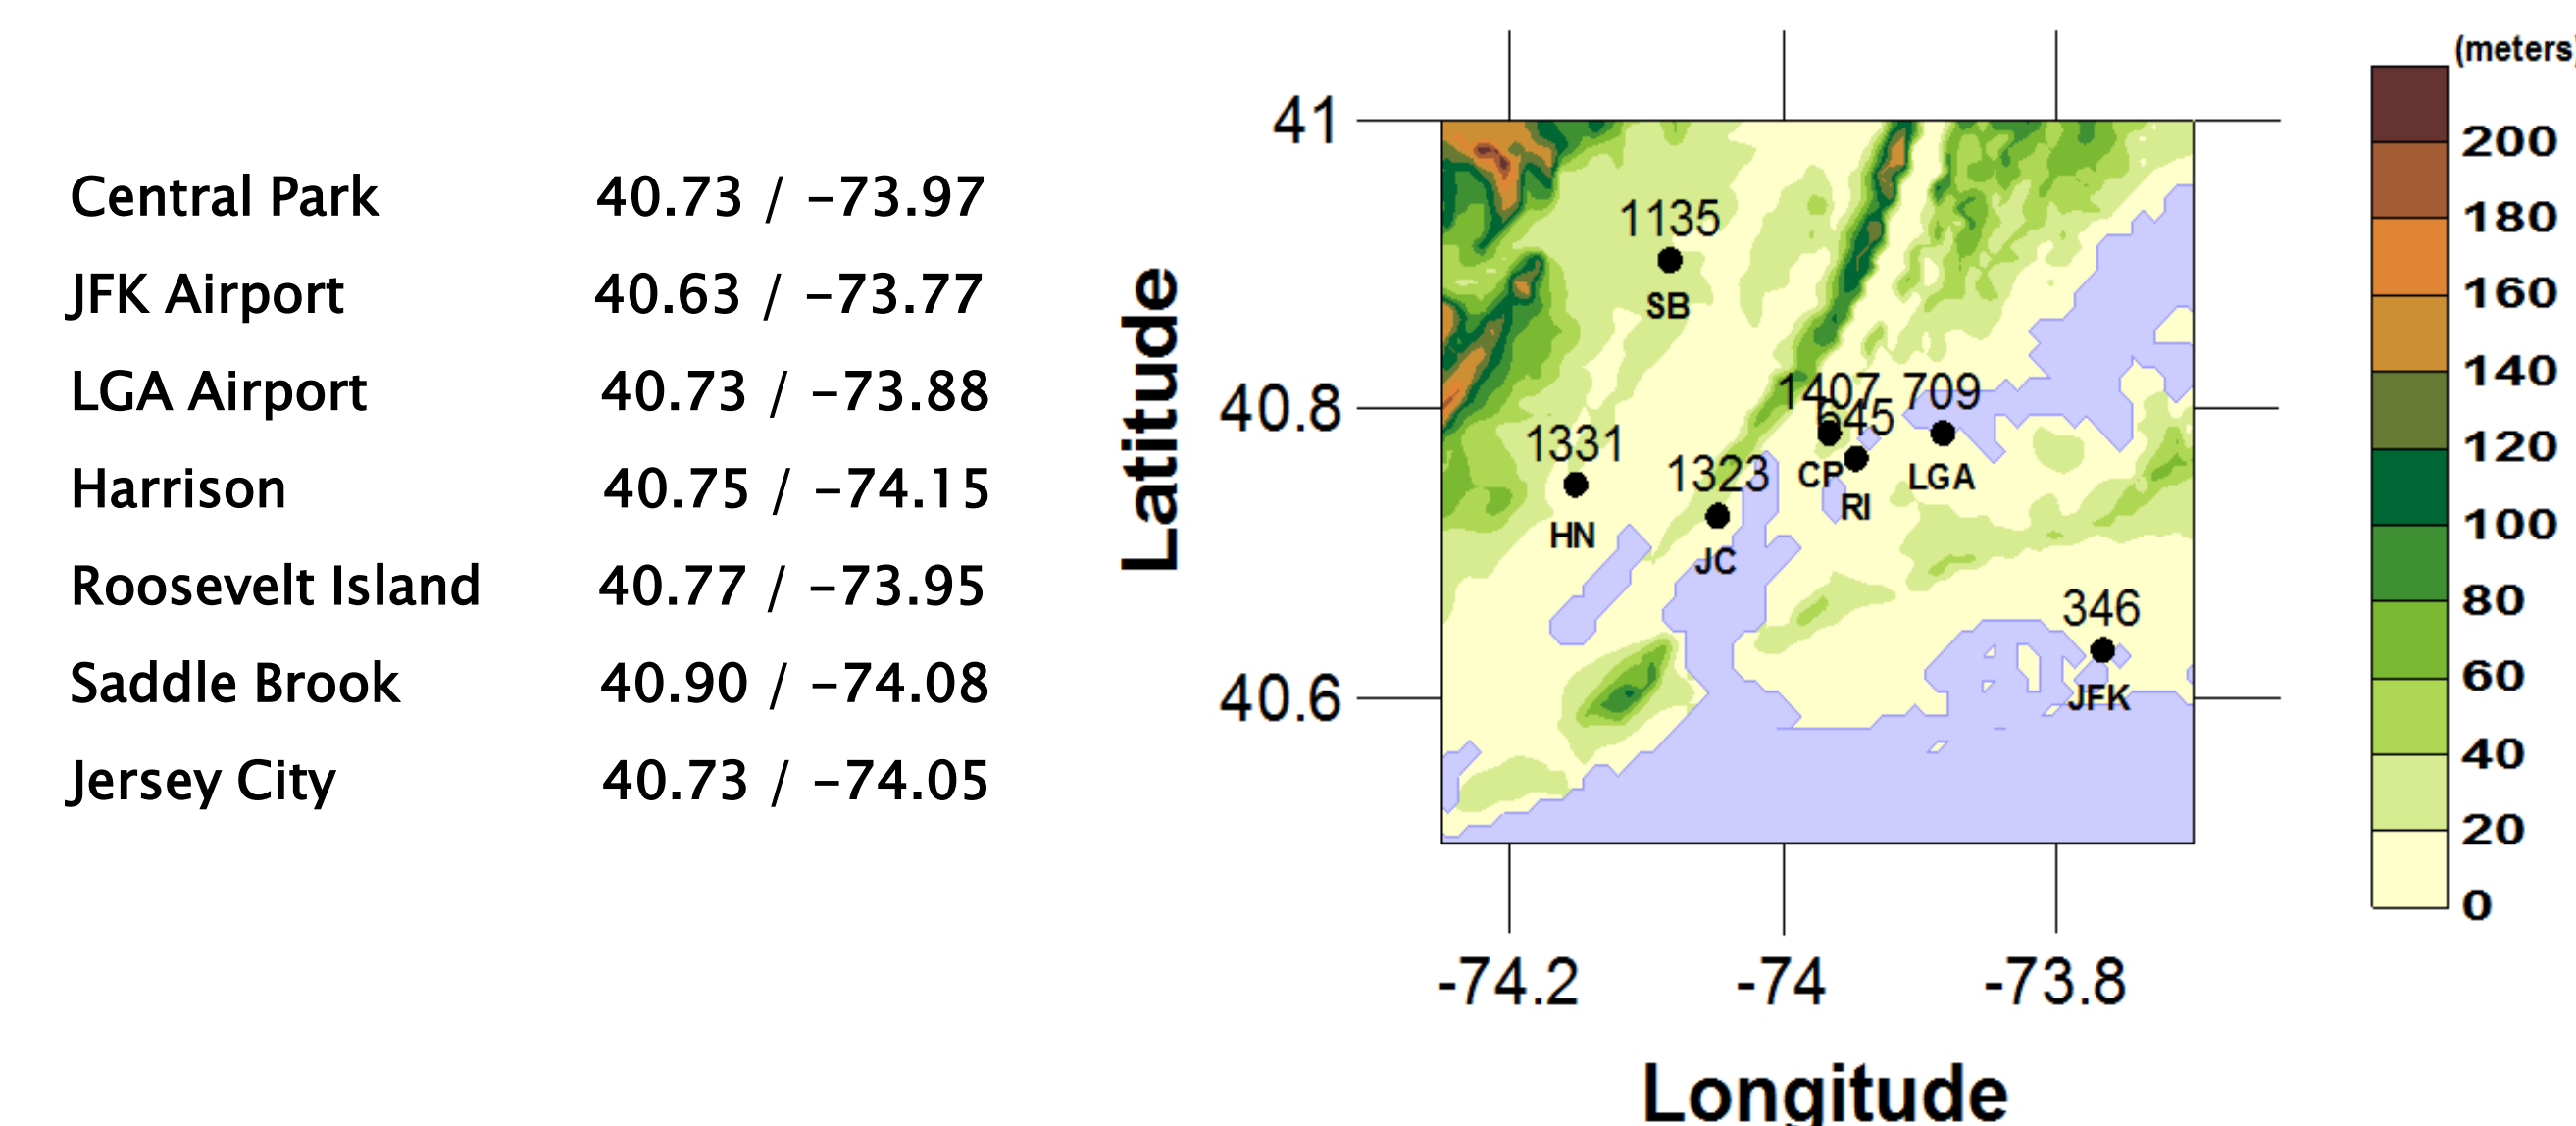 Central Park 40.73 / -73.97
JFK Airport 40.63 / -73.77
LGA Airport 40.73 / -73.88
Harrison 40.75 / -74.15
Roosevelt Island 40.77 / -73.95
Saddle Brook 40.90 / -74.08
Jersey City 40.73 / -74.05
Latitude
41
40.8
40.6
1135
SB
1407 709
645
1331
1323
CP LGA
RI
HN
JC
346
JFK
-74.2 -74 -73.8
Longitude
(meters)
200
180
160
140
120
100
80
60
40
20
0